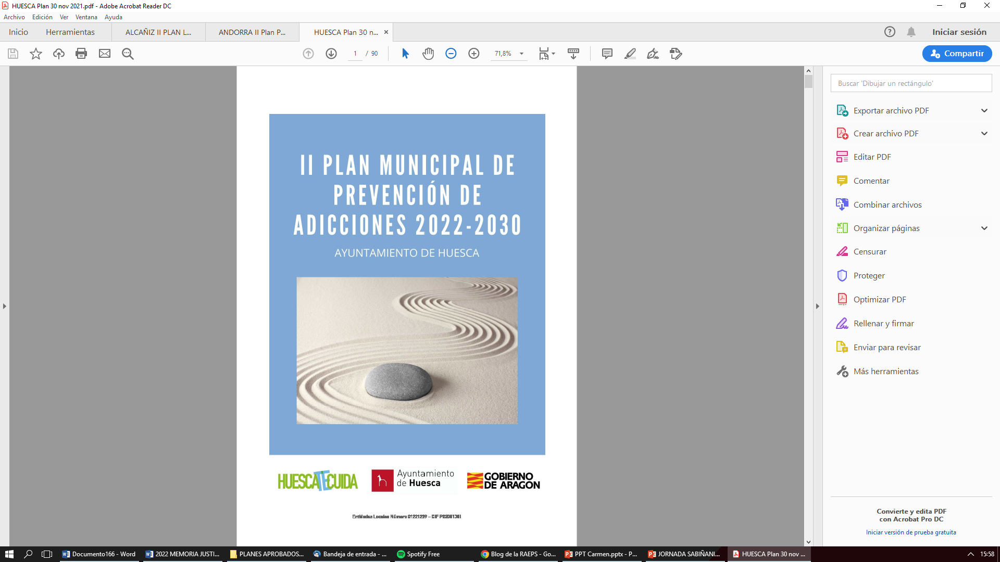 HUESCA Plan 30 nov 2021.pdf - Adobe Acrobat Reader DC
Archivo Edición Ver Ventana Ayuda
Inicio Herramientas ALCAÑIZ II PLAN L... ANDORRA II Plan P... HUESCA Plan 30 n... Iniciar sesión
1 / 90 71,8% Compartir
Buscar 'Dibujar un rectángulo'
Exportar archivo PDF
Crear archivo PDF
Editar PDF
Comentar
Combinar archivos
Organizar páginas
Censurar
Proteger
Optimizar PDF
Rellenar y firmar
Enviar para revisar
Más herramientas
II PLAN MUNICIPAL DE
PREVENCIÓN DE
ADICCIONES 2022-2030
AYUNTAMIENTO DE HUESCA
HUESCATECUIDA
Ayuntamiento
de Huesca
GOBIERNO
DE ARAGON
Entidades Locales Número 01221259 – CIF
Convierte y edita PDF
con Acrobat Pro DC
Iniciar versión de prueba gratuita
Documento166 - Word 2022 MEMORIA JUSTI... PLANES APROBADOS... Bandeja de entrada - ... Spotify Free Blog de la RAEPS - Go... PPT Carmen.pptx - P... JORNADA SABIÑANI... HUESCA Plan 30 nov ... 15:58